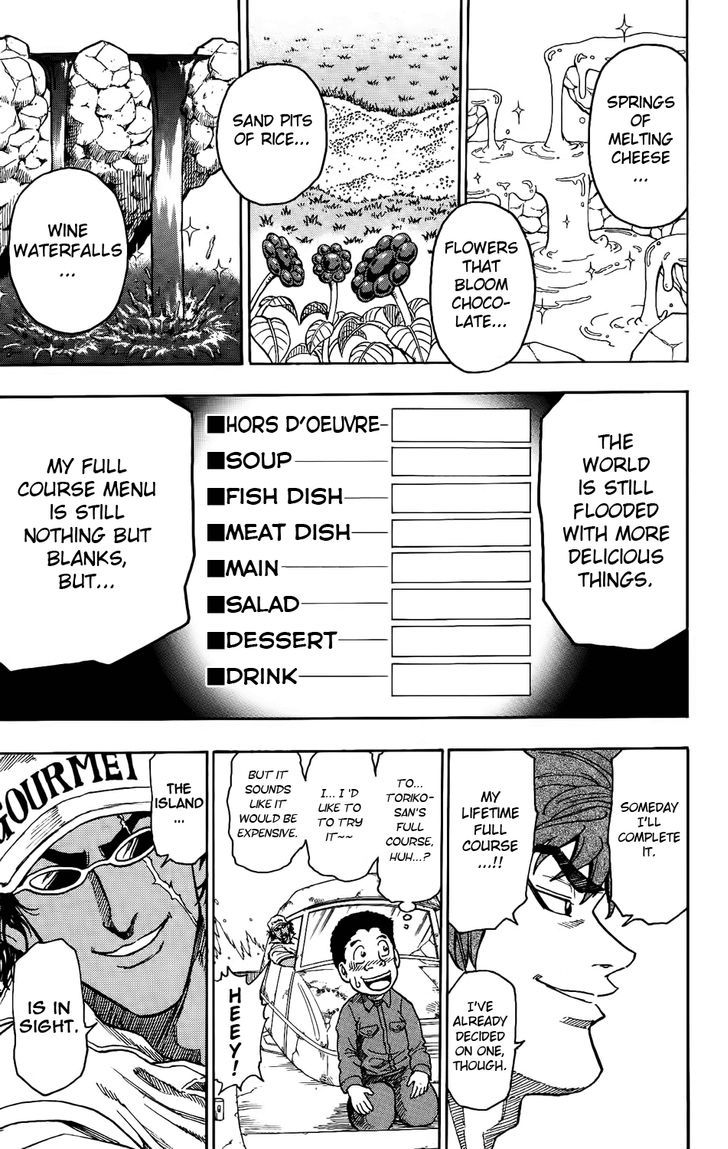 SPRINGS
OF
MELTING
CHEESE
...
FLOWERS
THAT
BLOOM
CHOCO-
LATE...
SAND PITS
OF RICE...
WINE
WATERFALLS
...
THE
WORLD
IS STILL
FLOODED
WITH MORE
DELICIOUS
THINGS.
■HORS D'OEUVRE
■SOUP
■FISH DISH
■MEAT DISH
■MAIN
■SALAD
■DESSERT
■DRINK
MY FULL
COURSE MENU
IS STILL
NOTHING BUT
BLANKS,
BUT...
SOMEDAY
I'LL
COMPLETE
IT.
MY
LIFETIME
FULL
COURSE
...!!
I'VE
ALREADY
DECIDED
ON ONE,
THOUGH.
TO...
TORIKO-
SAN'S
FULL
COURSE,
HUH...?
I... I 'D
LIKE TO
TO TRY
IT~~
BUT IT
SOUNDS
LIKE IT
WOULD BE
EXPENSIVE.
HEEY!
THE
ISLAND
...
GOURMET
IS IN
SIGHT.